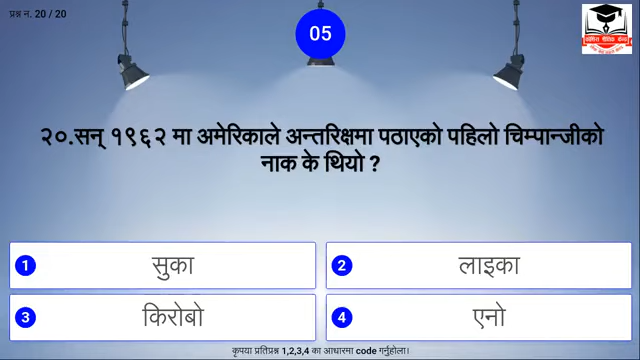 प्रश्न न. 20 / 20
05
२०.सन् १९६२ मा अमेरिकाले अन्तरिक्षमा पठाएको पहिलो चिम्पान्जीको
नाक के थियो ?
1 सुका
2 लाइका
3 किरोबो
4 एनो
कृपया प्रतिप्रश्न 1,2,3,4 का आधारमा code गर्नुहोला।